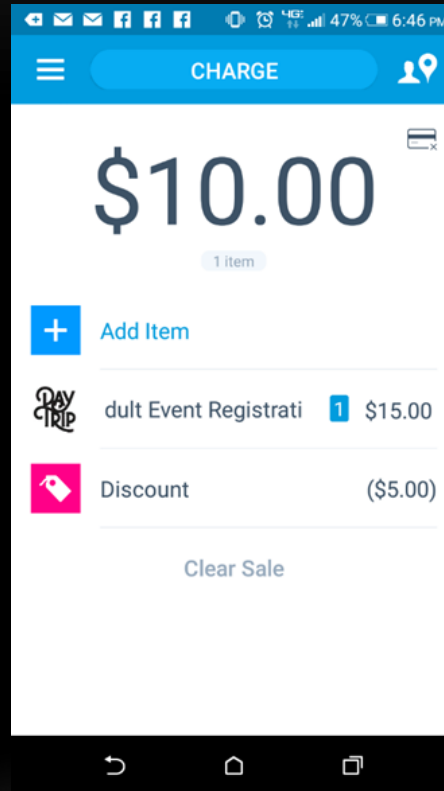 4G 47% 6:46 PM
CHARGE
$10.00
1 item
Add Item
DAY TRIP
dult Event Registrati 1 $15.00
Discount ($5.00)
Clear Sale